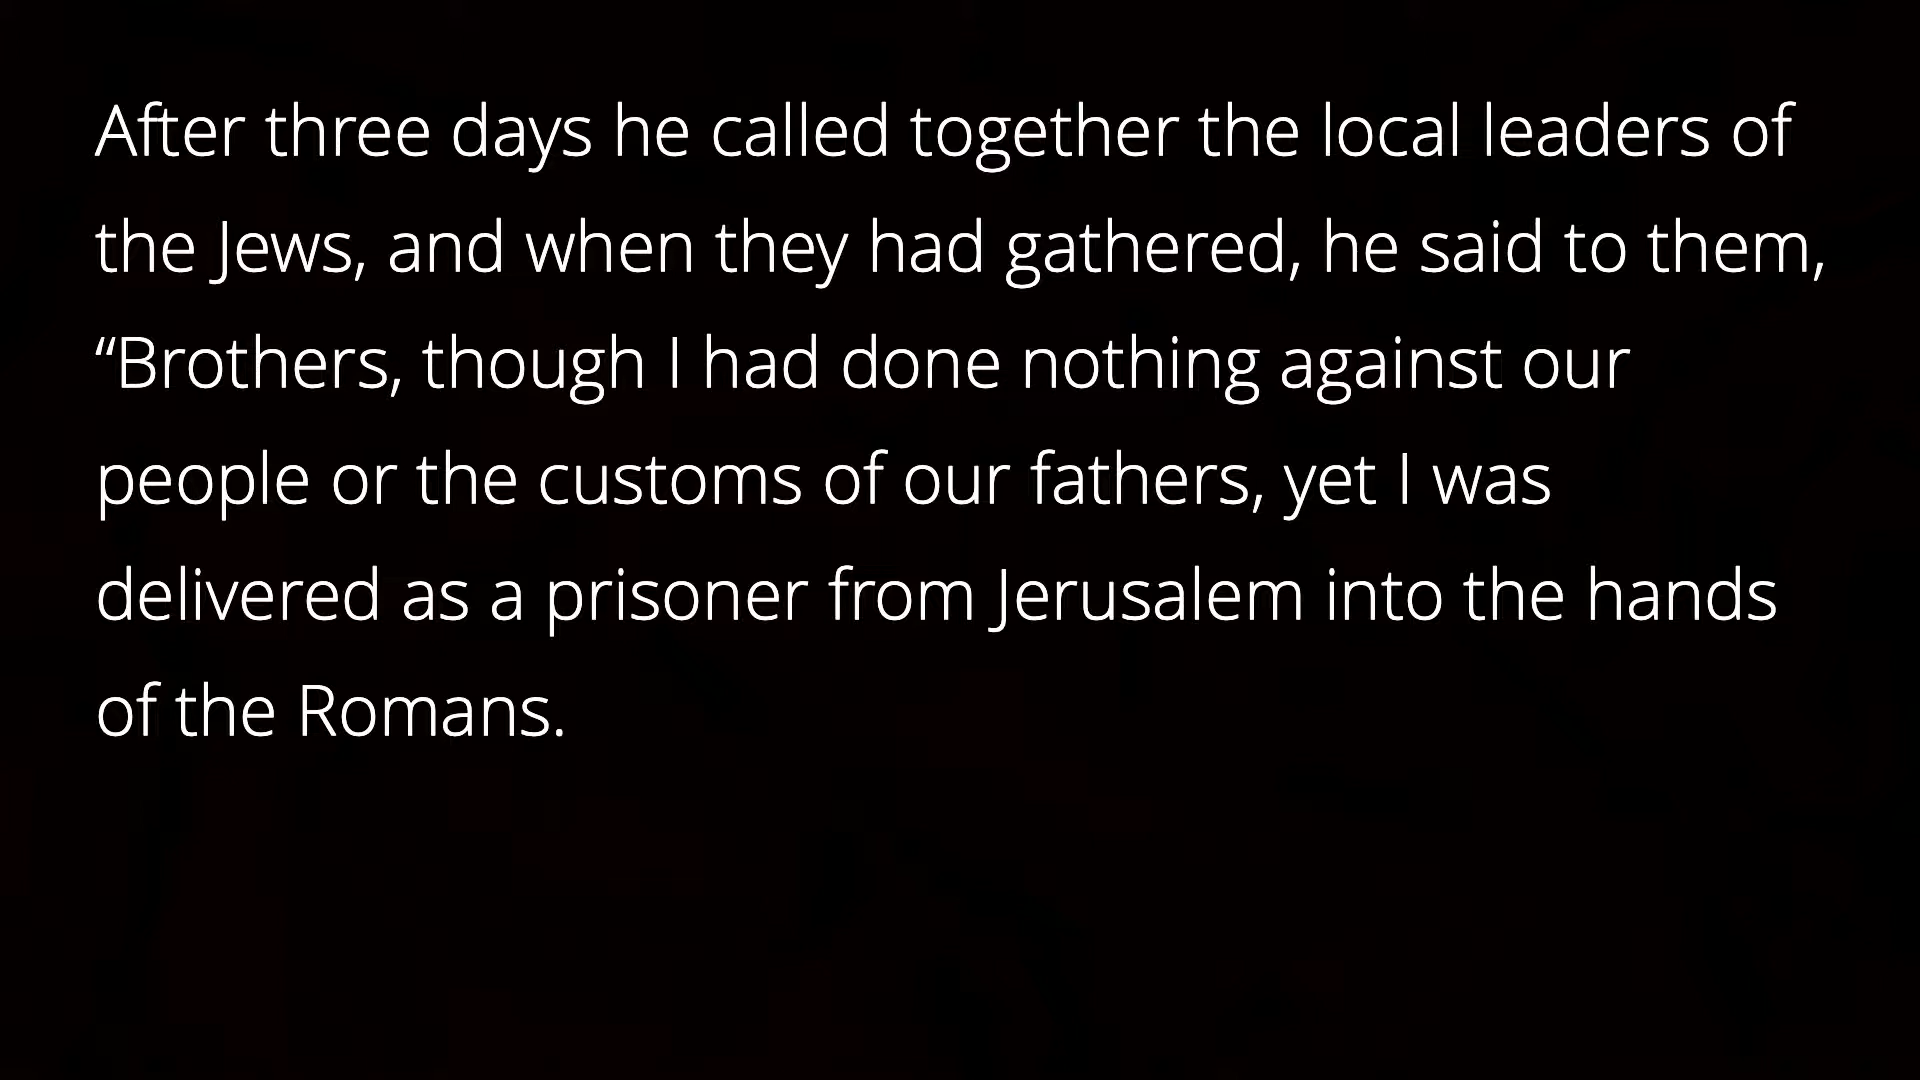 After three days he called together the local leaders of
the Jews, and when they had gathered, he said to them,
“Brothers, though I had done nothing against our
people or the customs of our fathers, yet I was
delivered as a prisoner from Jerusalem into the hands
of the Romans.